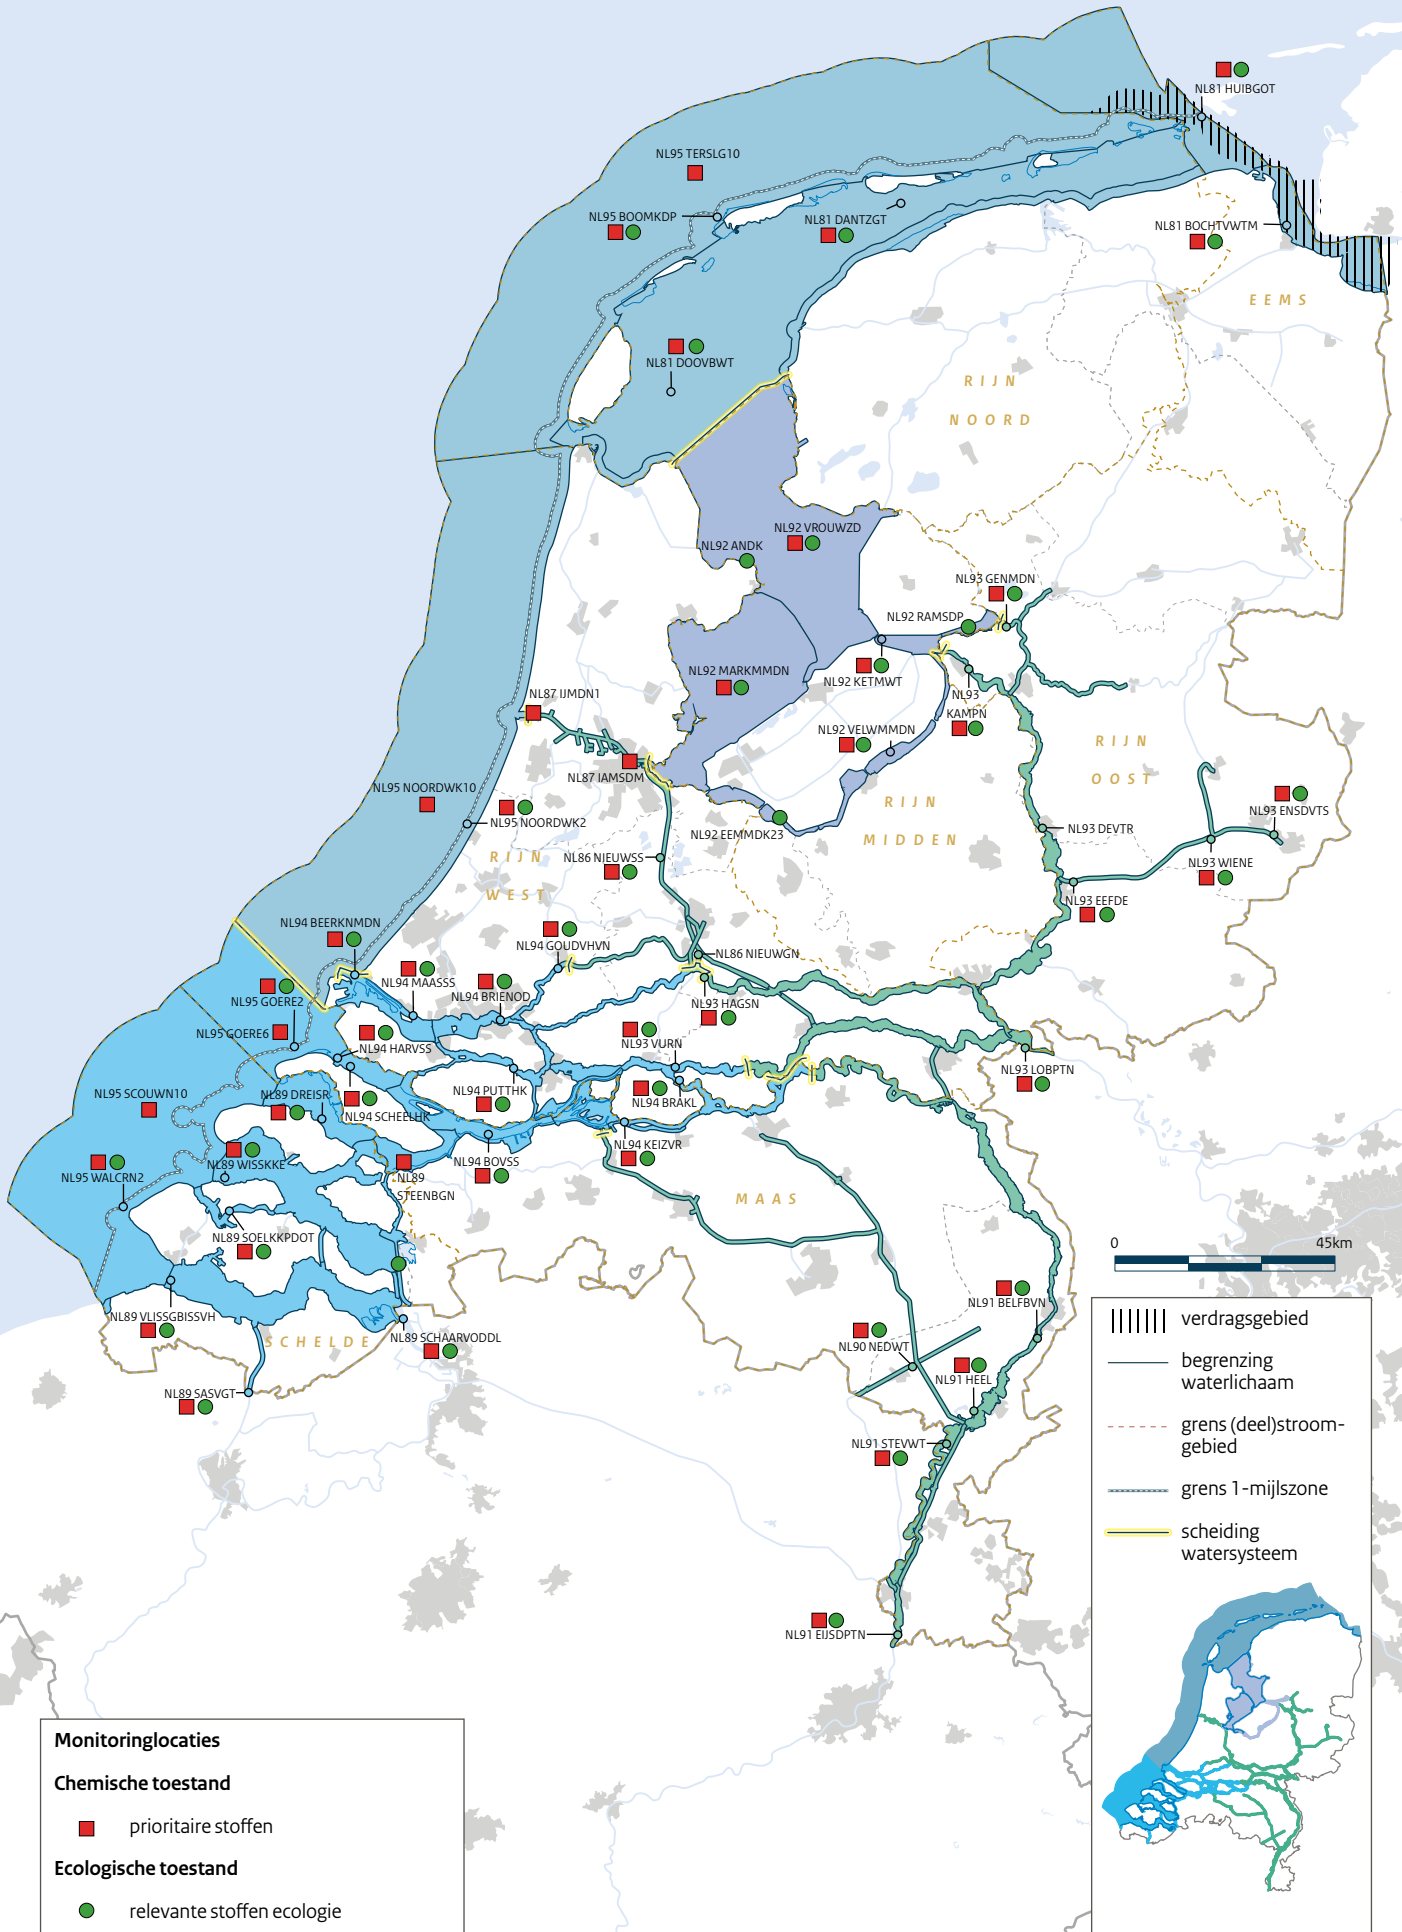 NL81 HUIBGOT
NL95 TERSLG10
NL95 BOOMKDP
NL81 DANTZGT
NL81 BOCHTVWTM
EEMS
NL81 DOOVBWT
RIJN
NOORD
NL92 VROUWZD
NL92 ANDK
NL93 GENMDN
NL92 RAMSDP
NL92 MARKMMDN
NL92 KETMWT
NL93
KAMPN
NL87 IJMDN1
NL92 VELWMMDN
RIJN
OOST
NL87 IAMSDM
NL95 NOORDWK10
NL95 NOORDWK2
NL92 EEMMDK23
RIJN
MIDDEN
NL93 DEVTR
NL93 ENSDVTS
RIJN
WEST
NL86 NIEUWSS
NL93 WIENE
NL93 EEFDE
NL94 BEERKNMDN
NL94 GOUDVHVN
NL86 NIEUWGN
NL94 MAASSS
NL94 BRIENOD
NL95 GOERE2
NL93 HAGSN
NL95 GOERE6
NL94 HARVSS
NL93 VURN
NL93 LOBPTN
NL95 SCOUWN10
NL89 DREISR
NL94 SCHEELHK
NL94 PUTTHK
NL94 BRAKL
NL94 KEIZVR
NL89 WISSKKE
NL94 BOVSS
NL95 WALCRN2
NL89
STEENBGN
MAAS
NL89 SOELKKPDOT
0 45km
NL91 BELFBVN
NL89 VLISSGBISSVH
SCHELDE
NL89 SCHAARVODDL
NL90 NEDWT
NL91 HEEL
NL89 SASVGT
NL91 STEVWT
NL91 EIJSDPTN
verdragsgebied
begrenzing
waterlichaam
grens (deel)stroom-
gebied
grens 1-mijlszone
scheiding
watersysteem
Monitoringlocaties
Chemische toestand
prioritaire stoffen
Ecologische toestand
relevante stoffen ecologie